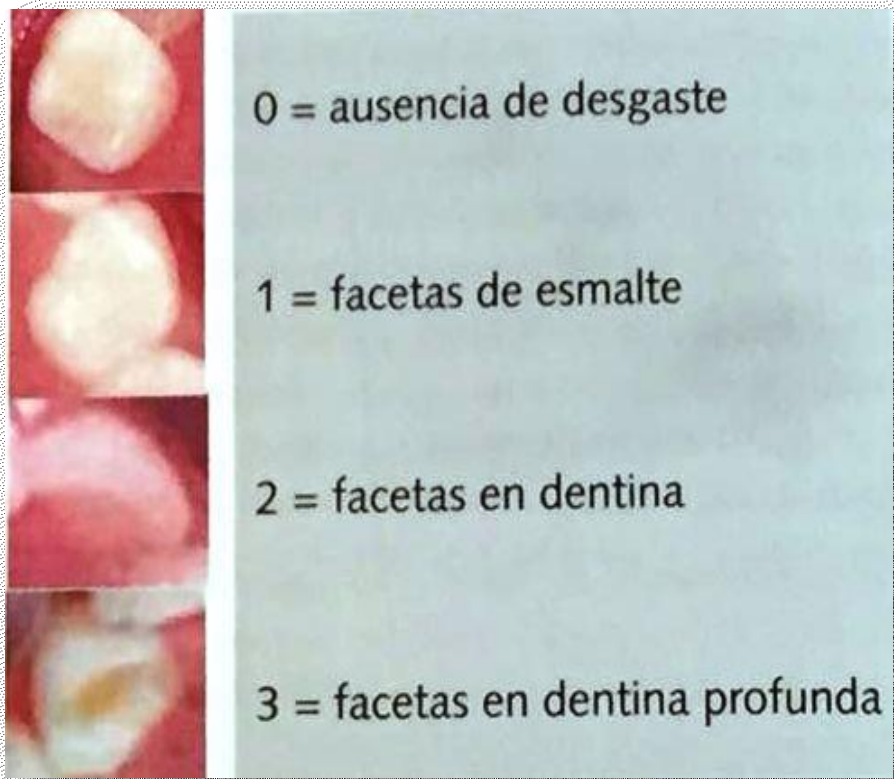 0 = ausencia de desgaste
1 = facetas de esmalte
2 = facetas en dentina
3 = facetas en dentina profunda